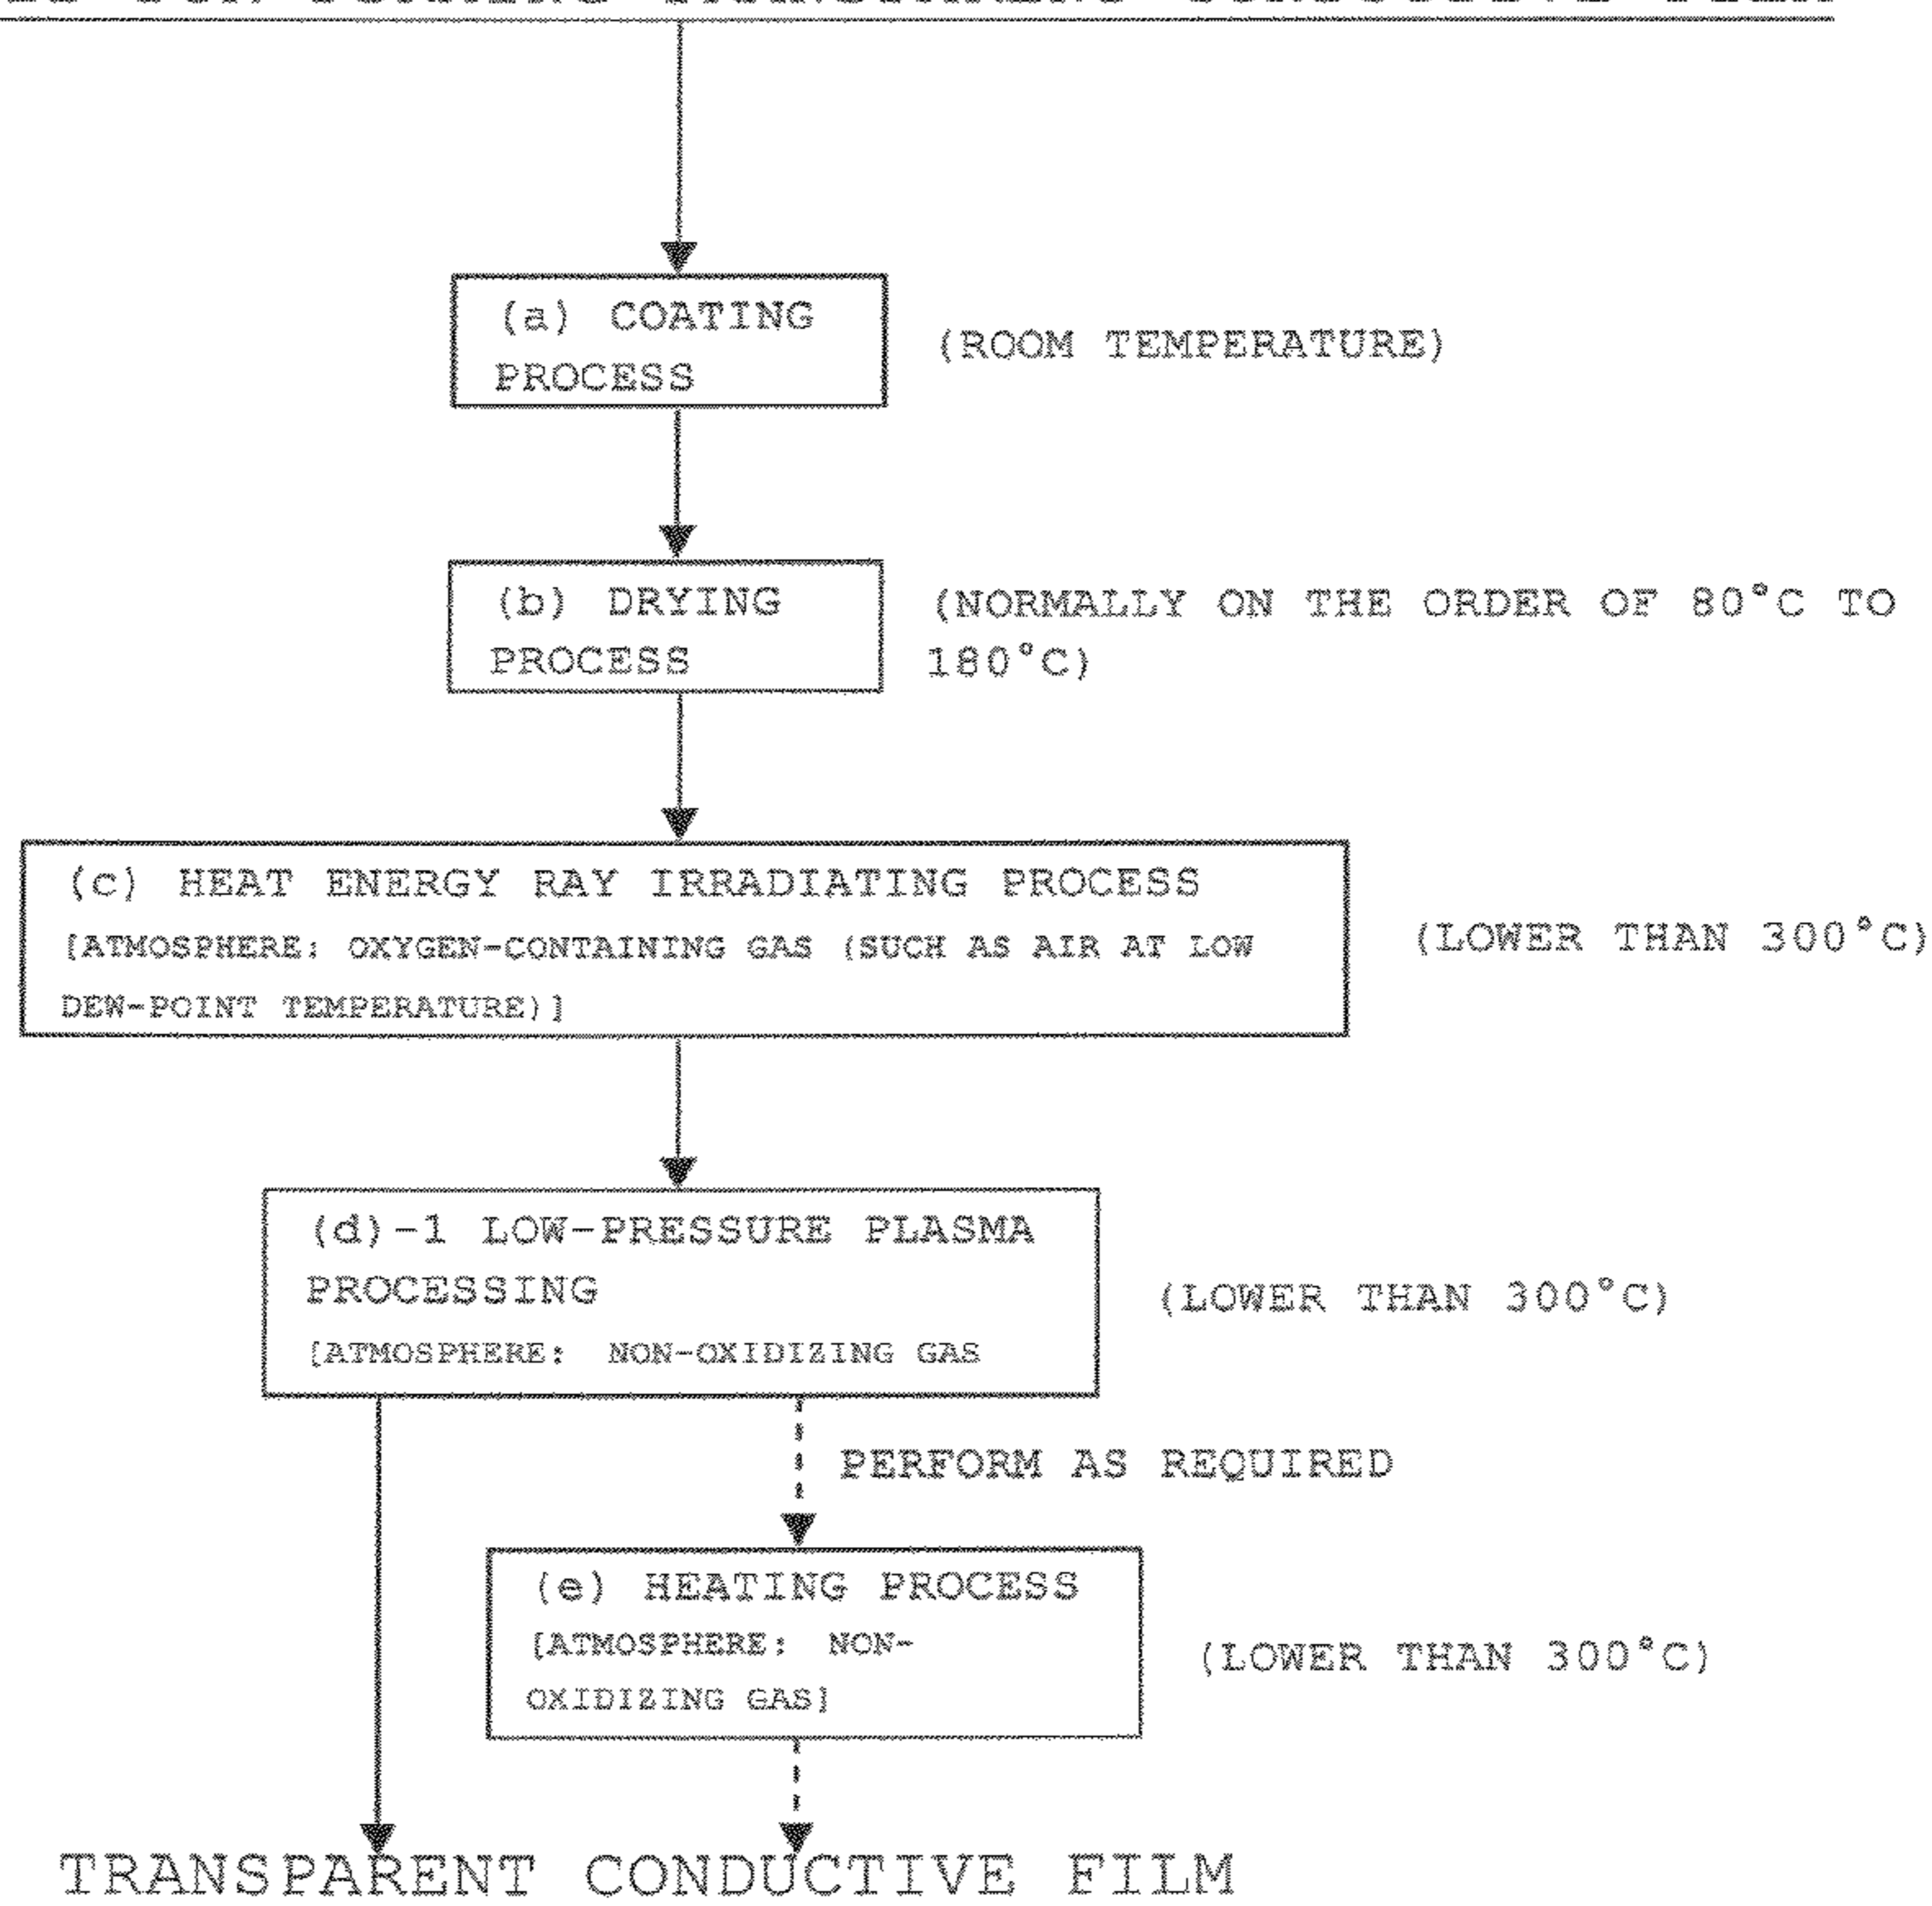 (a) COATING
PROCESS
(ROOM TEMPERATURE)
(b) DRYING
PROCESS
(NORMALLY ON THE ORDER OF 80°C TO
180°C)
(c) HEAT ENERGY RAY IRRADIATING PROCESS
[ATMOSPHERE: OXYGEN-CONTAINING GAS (SUCH AS AIR AT LOW
DEW-POINT TEMPERATURE)]
(LOWER THAN 300°C)
(d)-1 LOW-PRESSURE PLASMA
PROCESSING
[ATMOSPHERE: NON-OXIDIZING GAS
(LOWER THAN 300°C)
PERFORM AS REQUIRED
(e) HEATING PROCESS
[ATMOSPHERE: NON-
OXIDIZING GAS]
(LOWER THAN 300°C)
TRANSPARENT CONDUCTIVE FILM